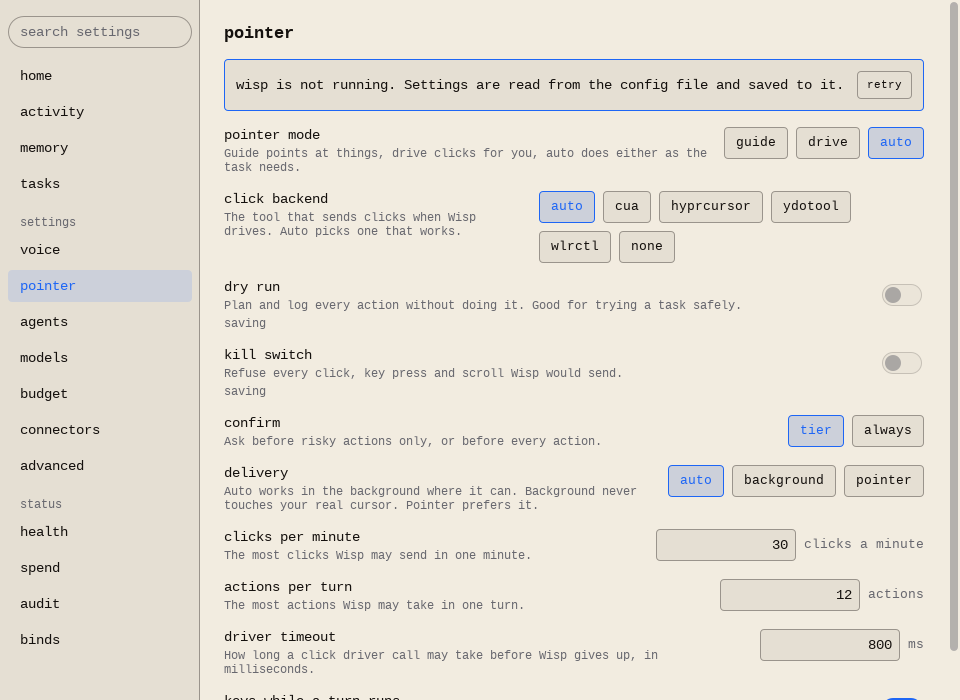 search settings
home
activity
memory
tasks
settings
voice
pointer
agents
models
budget
connectors
advanced
status
health
spend
audit
binds
pointer
wisp is not running. Settings are read from the config file and saved to it. retry
pointer mode
Guide points at things, drive clicks for you, auto does either as the
task needs.
guide drive auto
click backend
The tool that sends clicks when Wisp
drives. Auto picks one that works.
auto cua hyprcursor ydotool
wlrctl none
dry run
Plan and log every action without doing it. Good for trying a task safely.
saving
kill switch
Refuse every click, key press and scroll Wisp would send.
saving
confirm
Ask before risky actions only, or before every action.
tier always
delivery
Auto works in the background where it can. Background never
touches your real cursor. Pointer prefers it.
auto background pointer
clicks per minute
The most clicks Wisp may send in one minute.
30 clicks a minute
actions per turn
The most actions Wisp may take in one turn.
12 actions
driver timeout
How long a click driver call may take before Wisp gives up, in
milliseconds.
800 ms
keys while a turn runs